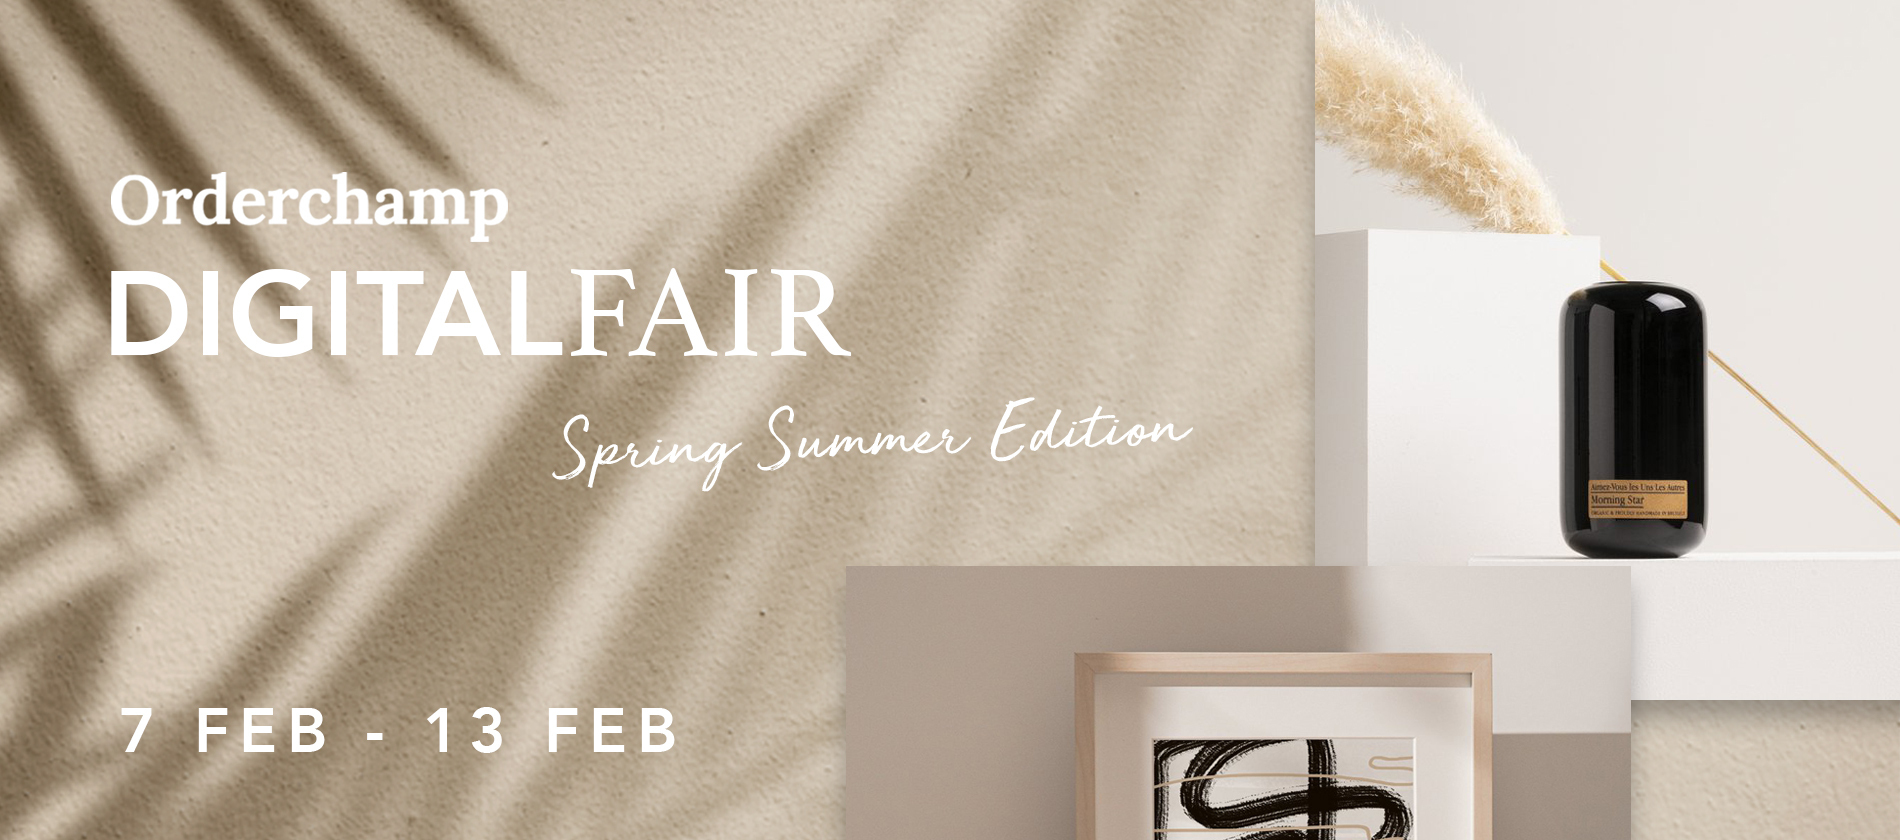 Orderchamp
DIGITALFAIR
Spring Summer Edition
7 FEB - 13 FEB
Aimez-Vous les Uns Les Autres
Morning Star